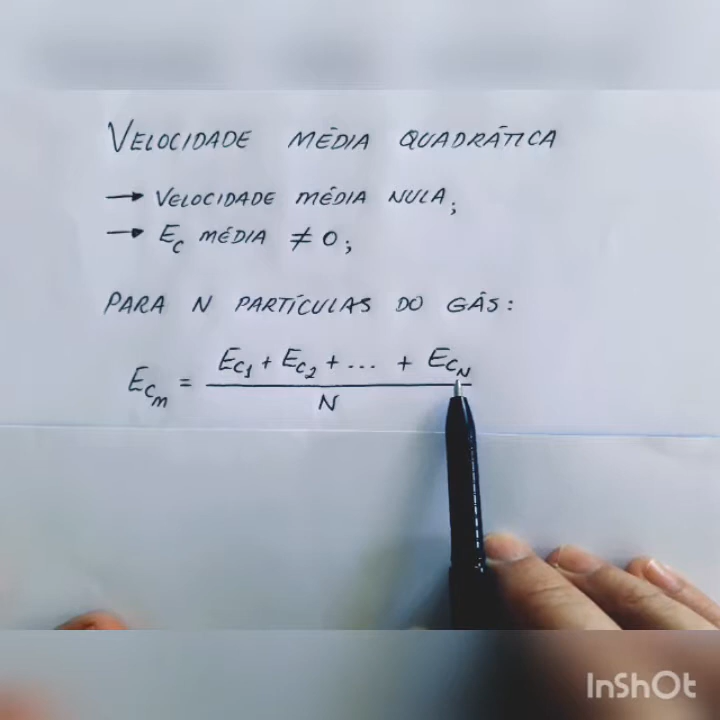 VELOCIDADE MÉDIA QUADRÁTICA
→ VELOCIDADE MÉDIA NULA;
→ Ec MÉDIA ≠ 0;
PARA N PARTÍCULAS DO GÁS:
Ecm = (Ec1 + Ec2 + ... + EcN) / N
InShOt